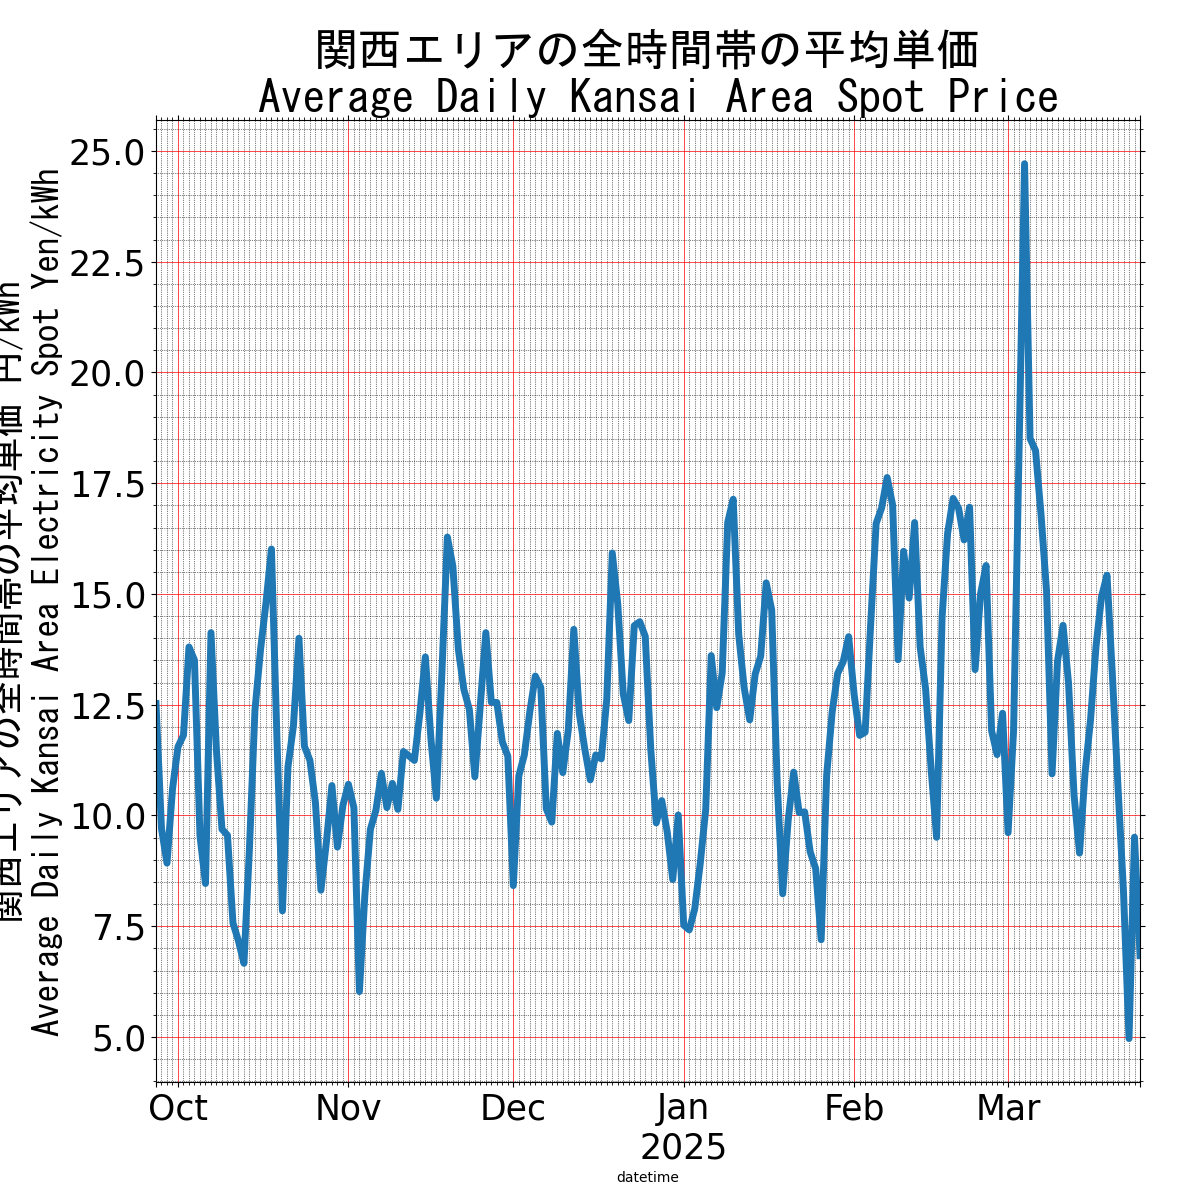 関西エリアの全時間帯の平均単価
Average Daily Kansai Area Spot Price
関西エリアの全時間帯の平均単価 円/kWh
Average Daily Kansai Area Electricity Spot Yen/kWh
25.0
22.5
20.0
17.5
15.0
12.5
10.0
7.5
5.0
Oct Nov Dec Jan Feb Mar
2025
datetime